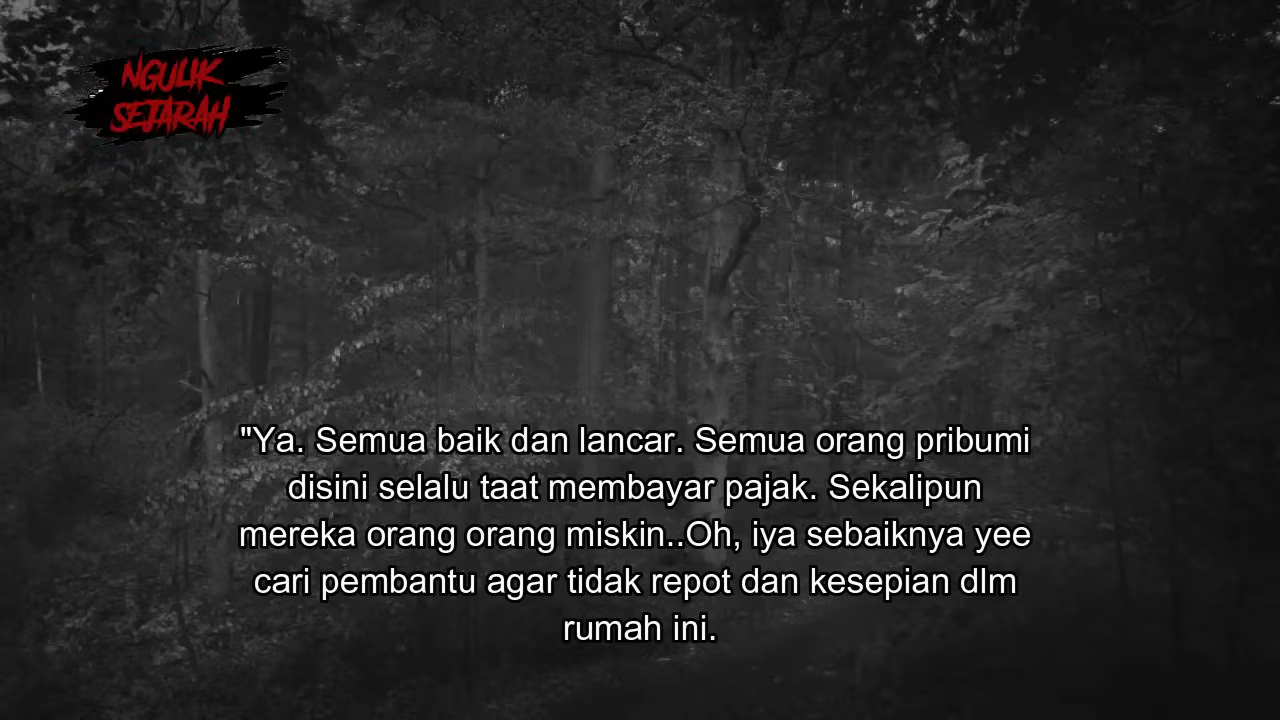 NGULIK
SEJARAH
"Ya. Semua baik dan lancar. Semua orang pribumi
disini selalu taat membayar pajak. Sekalipun
mereka orang orang miskin..Oh, iya sebaiknya yee
cari pembantu agar tidak repot dan kesepian dlm
rumah ini.